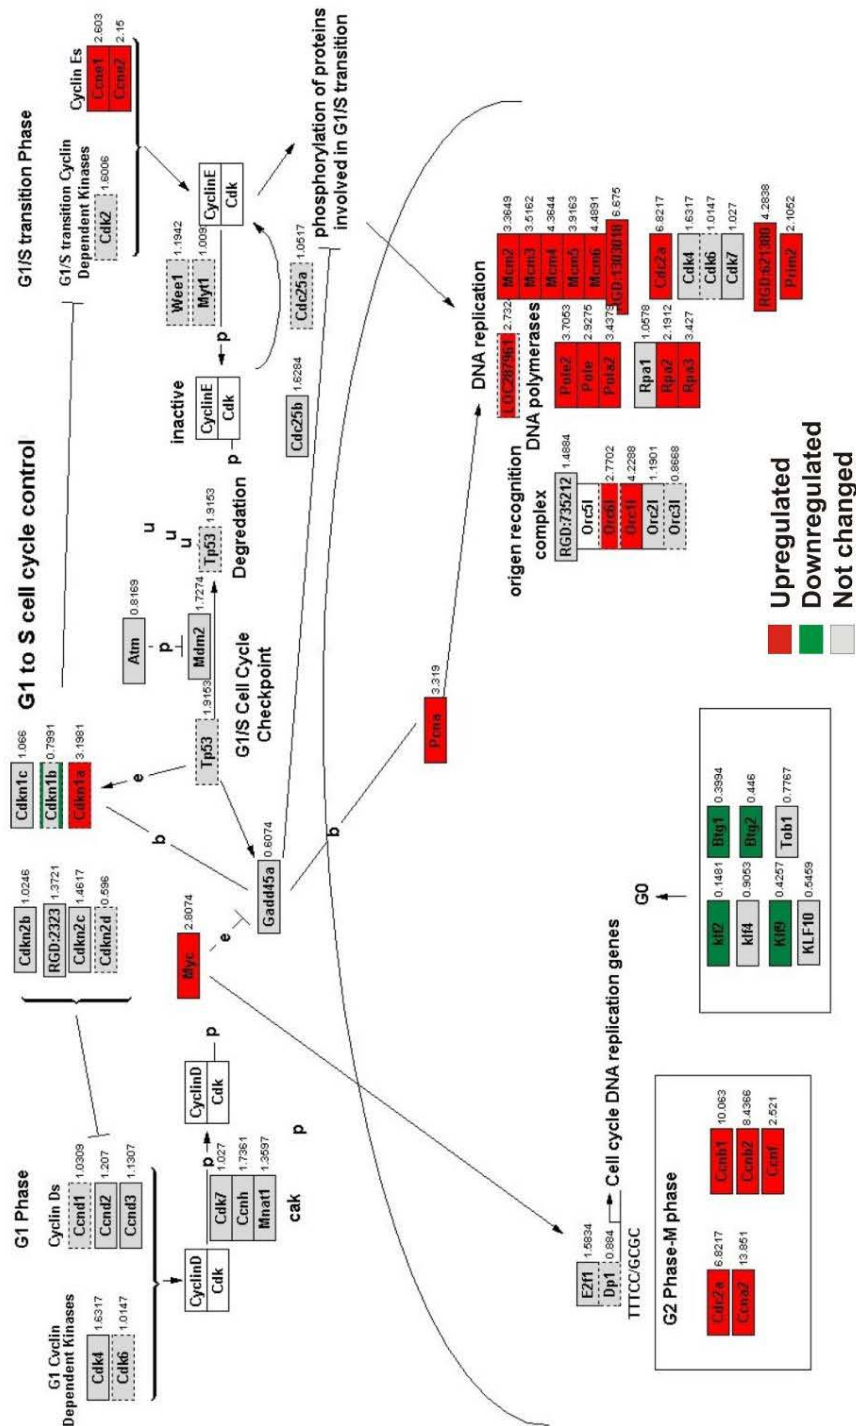 G1 to S cell cycle control
G1 Phase
G1 Cyclin
Dependent Kinases
Cdk4 1.6317
Cdk6 1.0147
Cyclin Ds
Ccnd1 1.0309
Ccnd2 1.207
Ccnd3 1.1307
Cdkn2b 1.0246
RGD:2323 1.3721
Cdkn2c 1.4617
Cdkn2d 0.596
Cdkn1c 1.066
Cdkn1b 0.7991
Cdkn1a 3.1981
G1/S transition Phase
G1/S transition Cyclin
Dependent Kinases
Cdk2 1.6006
Cyclin Es
Ccne1 2.603
Ccne2 2.15
CyclinD
Cdk
p
CyclinD
Cdk
p
Cdk7 1.027
Ccnh 1.7361
Mnat1 1.3597
cak
p
Myc 2.8074
e
Gadd45a 0.6074
b
e
Tp53 1.9153
G1/S Cell Cycle
Checkpoint
Atm 0.8169
p
Mdm2 1.7274
u
u
u
Tp53 1.9153
Degredation
inactive
CyclinE
Cdk
p
p
Wee1 1.1942
Myt1 1.009
CyclinE
Cdk
Cdc25b 1.6284
Cdc25a 1.0517
phosphorylation of proteins
involved in G1/S transition
b
Pcna 3.319
DNA replication
LOC287961 2.732
DNA polymerases
Pole2 3.7053
Pole 2.9275
Pola2 3.4379
Rpa1 1.0578
Rpa2 2.1912
Rpa3 3.427
Mcm2 3.3649
Mcm3 3.5162
Mcm4 4.3644
Mcm5 3.9163
Mcm6 4.4891
RGD:1303018 6.675
Cdc2a 6.8217
Cdk4 1.6317
Cdk6 1.0147
Cdk7 1.027
RGD:621380 4.2838
Prim2 2.1052
origen recognition
complex
RGD:735212 1.4884
Orc5l
Orc6l 2.7702
Orc1l 4.2288
Orc2l 1.1901
Orc3l 0.8668
E2f1 1.5834
Dp1 0.884
TTTCC/GCGC
Cell cycle DNA replication genes
G2 Phase-M phase
Cdc2a 6.8217
Ccna2 13.851
Ccnb1 10.063
Ccnb2 8.4366
Ccnf 2.521
G0
klf2 0.1481
klf4 0.9053
Klf9 0.4257
KLF10 0.5459
Btg1 0.3994
Btg2 0.446
Tob1 0.7767
Upregulated
Downregulated
Not changed